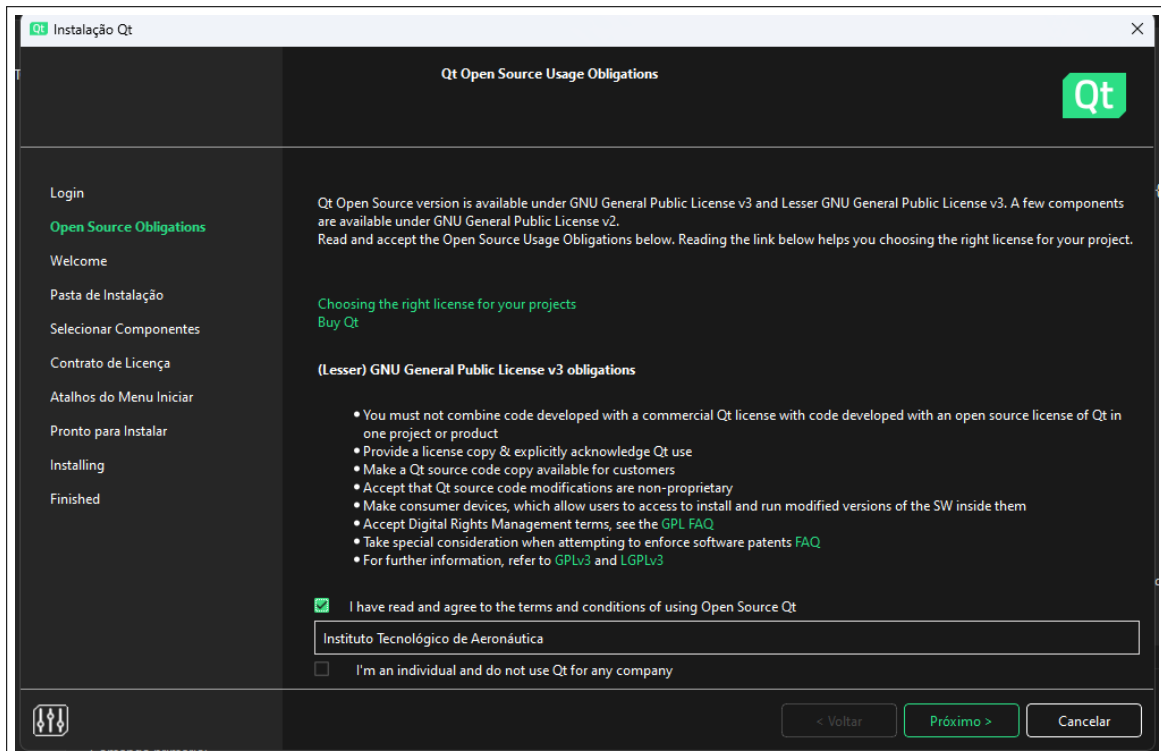 Qt Instalação Qt
Qt Open Source Usage Obligations
Qt
Login
Open Source Obligations
Welcome
Pasta de Instalação
Selecionar Componentes
Contrato de Licença
Atalhos do Menu Iniciar
Pronto para Instalar
Installing
Finished
Qt Open Source version is available under GNU General Public License v3 and Lesser GNU General Public License v3. A few components
are available under GNU General Public License v2.
Read and accept the Open Source Usage Obligations below. Reading the link below helps you choosing the right license for your project.
Choosing the right license for your projects
Buy Qt
(Lesser) GNU General Public License v3 obligations
• You must not combine code developed with a commercial Qt license with code developed with an open source license of Qt in
one project or product
• Provide a license copy & explicitly acknowledge Qt use
• Make a Qt source code copy available for customers
• Accept that Qt source code modifications are non-proprietary
• Make consumer devices, which allow users to access to install and run modified versions of the SW inside them
• Accept Digital Rights Management terms, see the GPL FAQ
• Take special consideration when attempting to enforce software patents FAQ
• For further information, refer to GPLv3 and LGPLv3
I have read and agree to the terms and conditions of using Open Source Qt
Instituto Tecnológico de Aeronáutica
I'm an individual and do not use Qt for any company
< Voltar
Próximo >
Cancelar